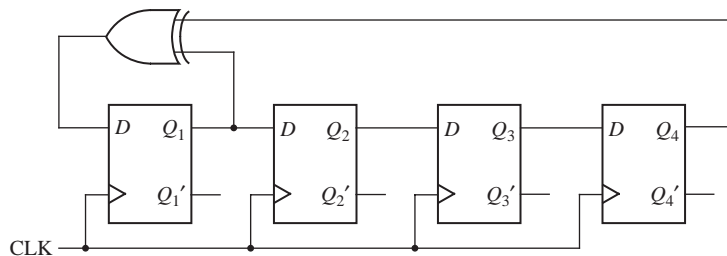 D Q₁ D Q₂ D Q₃ D Q₄
Q₁′ Q₂′ Q₃′ Q₄′
CLK